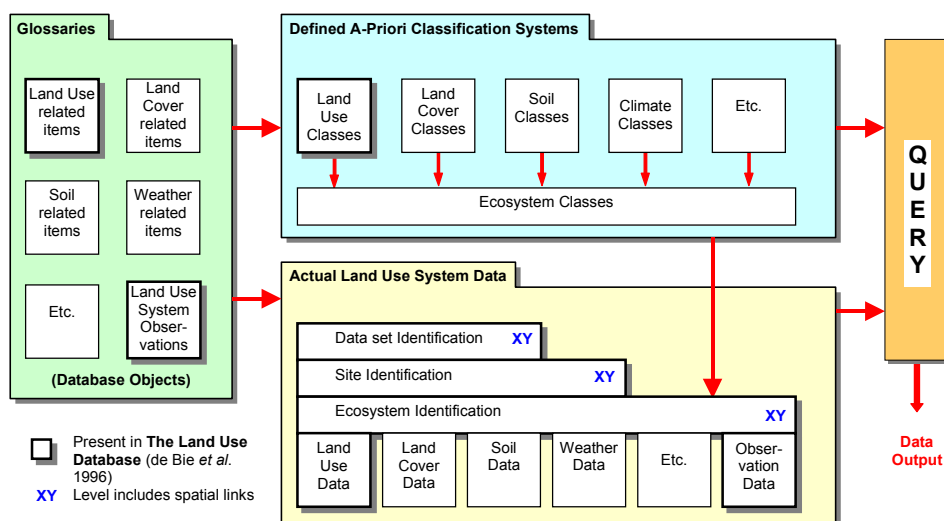 Glossaries
Land Use
related
items
Land
Cover
related
items
Soil
related
items
Weather
related
items
Etc.
Land Use
System
Obser-
vations
(Database Objects)
Defined A-Priori Classification Systems
Land
Use
Classes
Land
Cover
Classes
Soil
Classes
Climate
Classes
Etc.
Ecosystem Classes
Actual Land Use System Data
Data set Identification XY
Site Identification XY
Ecosystem Identification XY
Land
Use
Data
Land
Cover
Data
Soil
Data
Weather
Data
Etc.
Obser-
vation
Data
Q
U
E
R
Y
Data
Output
Present in The Land Use
Database (de Bie et al.
1996)
XY Level includes spatial links